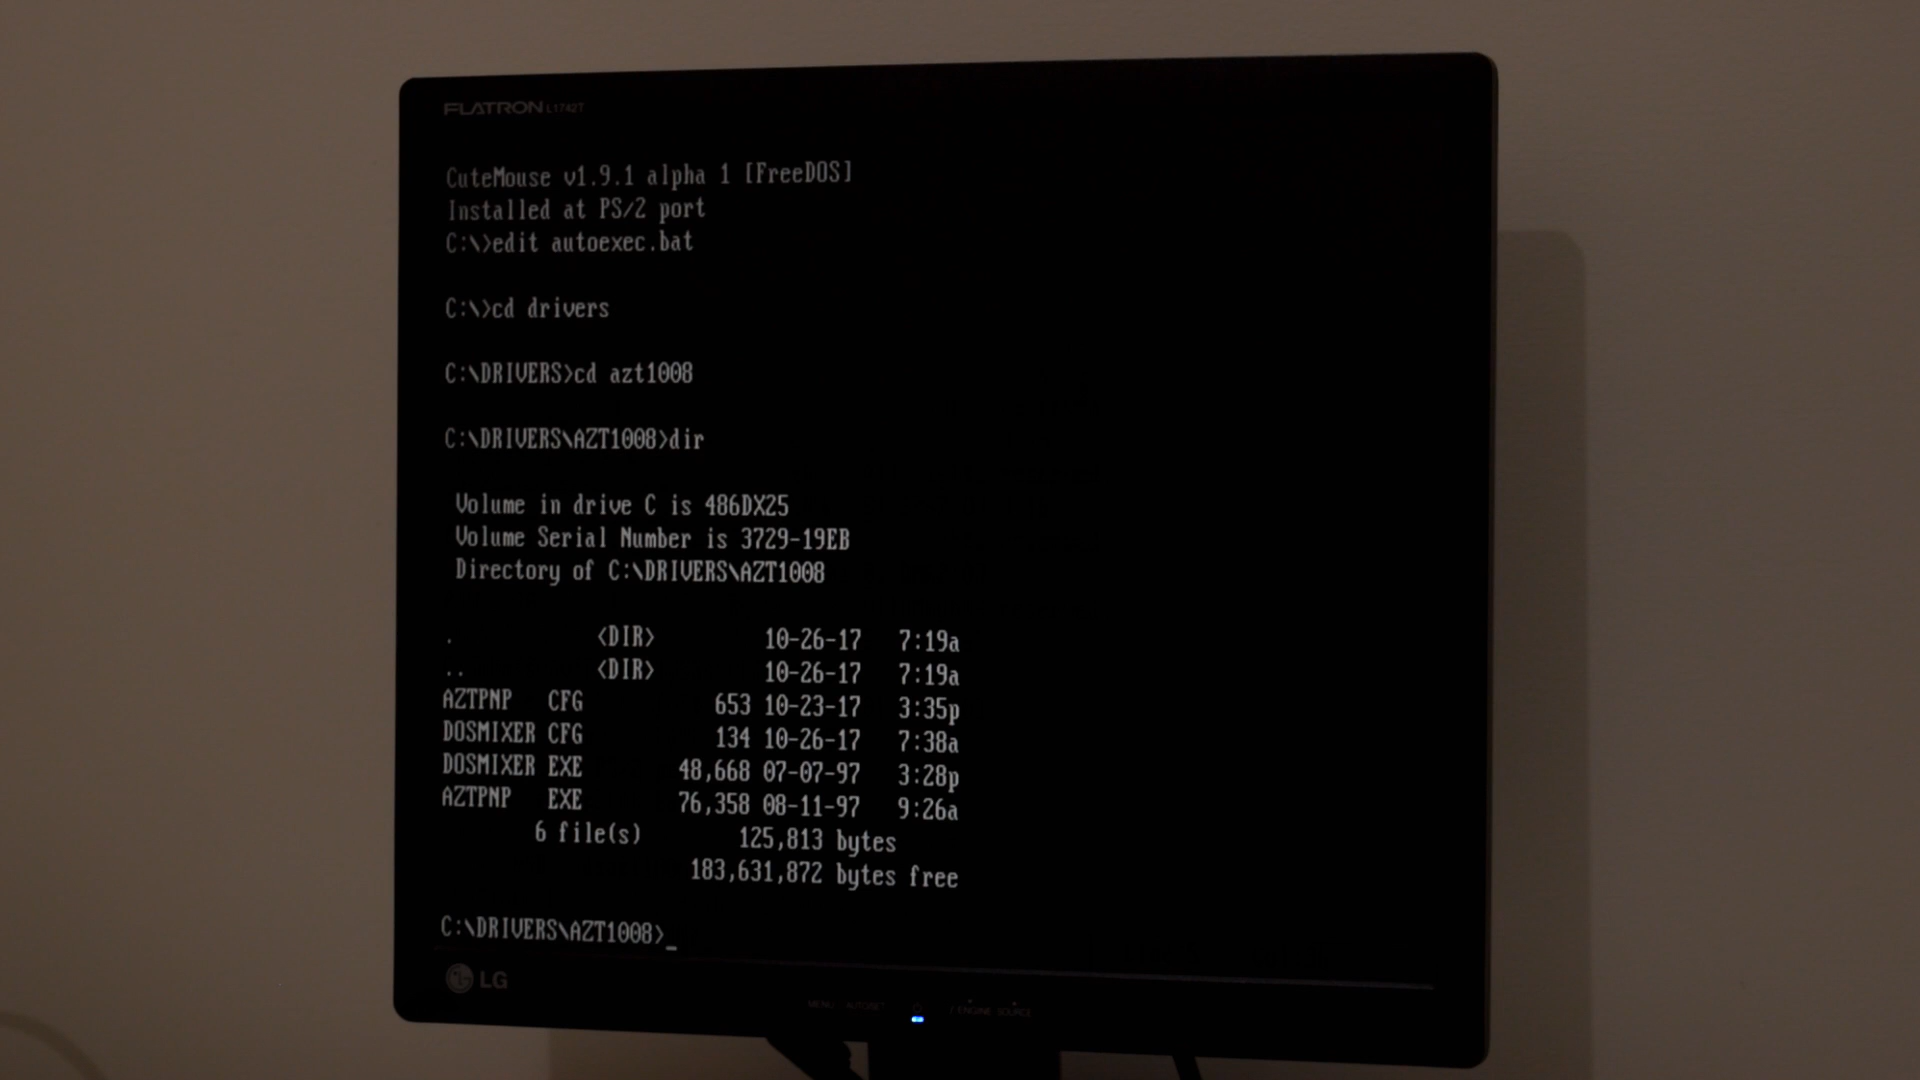 FLATRON L1742T
CuteMouse v1.9.1 alpha 1 [FreeDOS]
Installed at PS/2 port
C:\>edit autoexec.bat
C:\>cd drivers
C:\DRIVERS>cd azt1008
C:\DRIVERS\AZT1008>dir
Volume in drive C is 486DX25
Volume Serial Number is 3729-19EB
Directory of C:\DRIVERS\AZT1008
. <DIR> 10-26-17 7:19a
.. <DIR> 10-26-17 7:19a
AZTPNP CFG 653 10-23-17 3:35p
DOSMIXER CFG 134 10-26-17 7:38a
DOSMIXER EXE 48,668 07-07-97 3:28p
AZTPNP EXE 76,358 08-11-97 9:26a
6 file(s) 125,813 bytes
183,631,872 bytes free
C:\DRIVERS\AZT1008>_
LG
MENU AUTOSET ENGINE SOURCE